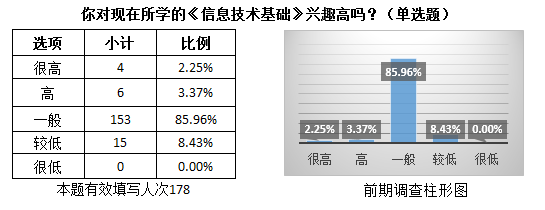 你对现在所学的《信息技术基础》兴趣高吗？（单选题）
选项 小计 比例
很高 4 2.25%
高 6 3.37%
一般 153 85.96%
较低 15 8.43%
很低 0 0.00%
本题有效填写人次178
85.96%
2.25% 3.37% 8.43% 0.00%
很高 高 一般 较低 很低
前期调查柱形图